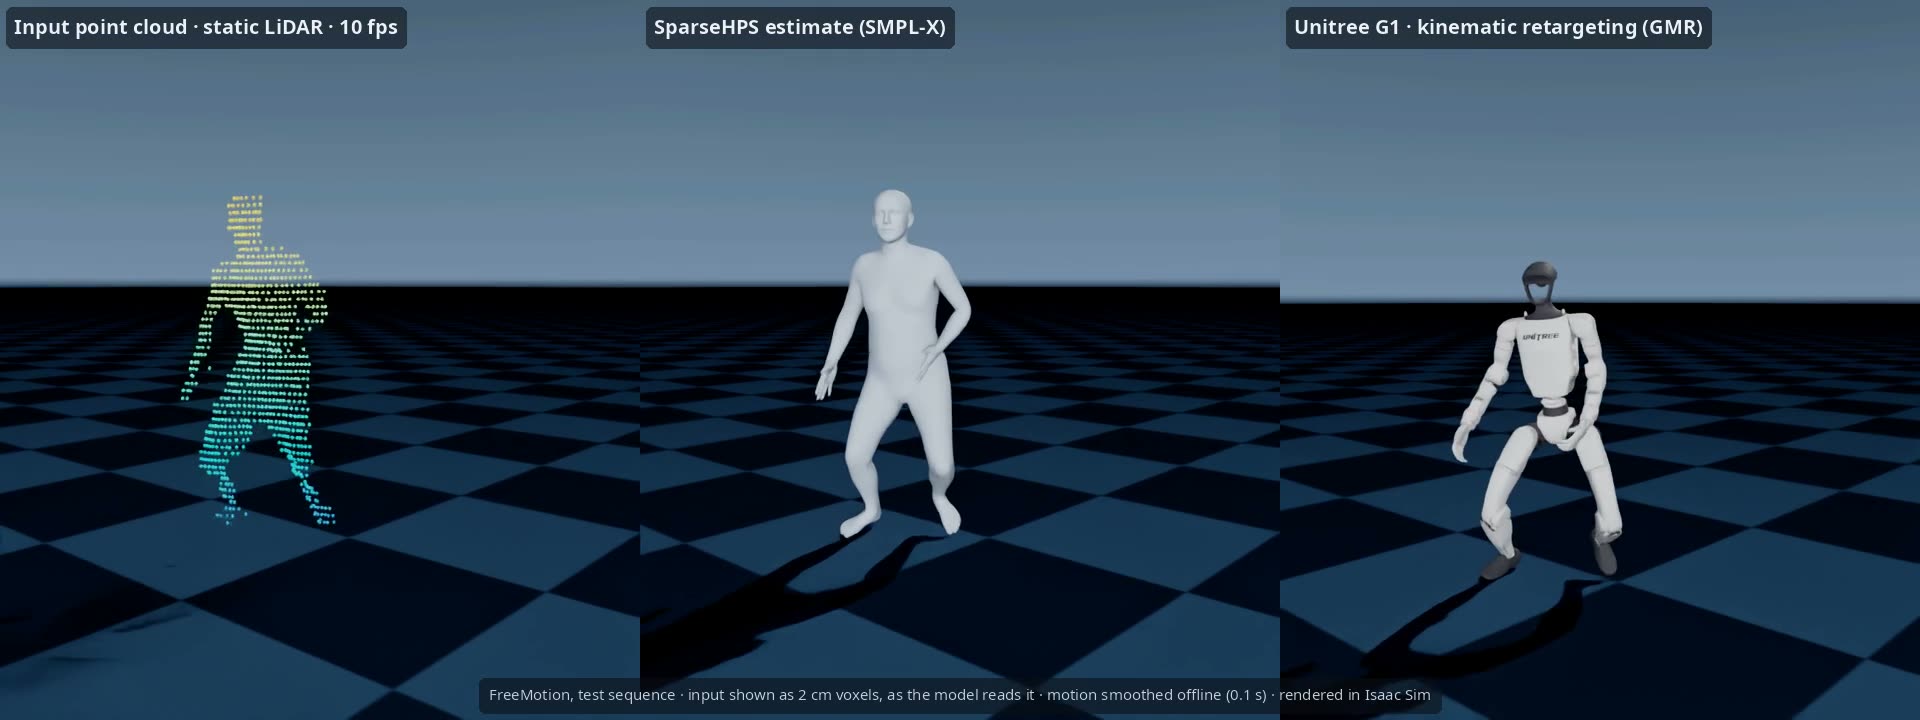 Input point cloud · static LiDAR · 10 fps
SparseHPS estimate (SMPL-X)
Unitree G1 · kinematic retargeting (GMR)
UNITREE
FreeMotion, test sequence · input shown as 2 cm voxels, as the model reads it · motion smoothed offline (0.1 s) · rendered in Isaac Sim